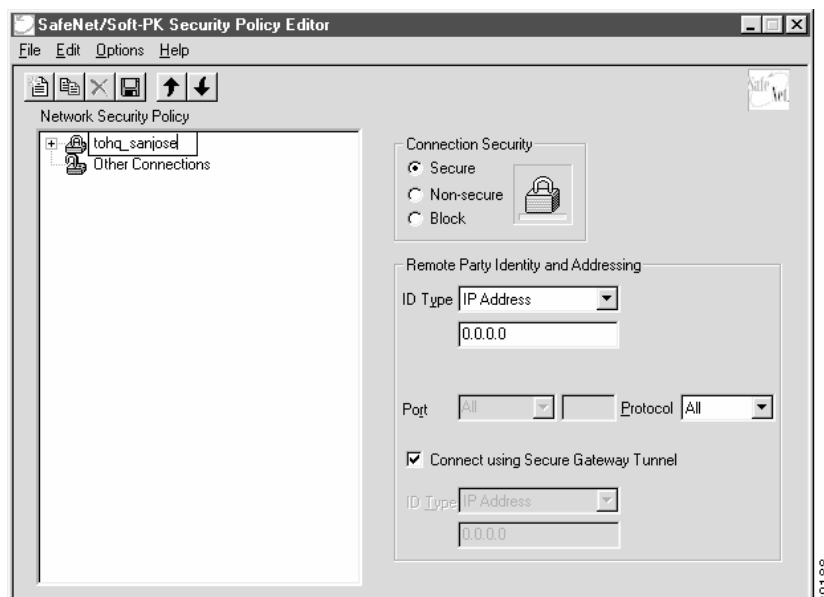 SafeNet/Soft-PK Security Policy Editor
File Edit Options Help
Safe Net
Network Security Policy
tohq_sanjose
Other Connections
Connection Security
Secure
Non-secure
Block
Remote Party Identity and Addressing
ID Type IP Address
0.0.0.0
Port All Protocol All
Connect using Secure Gateway Tunnel
ID Type IP Address
0.0.0.0